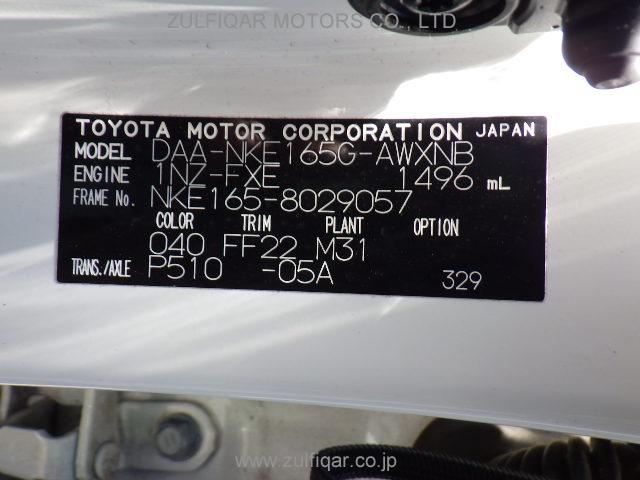 ZULFIQAR MOTORS CO., LTD
TOYOTA MOTOR CORPORATION JAPAN
MODEL DAA-NKE165G-AWXNB
ENGINE 1NZ-FXE 1496 mL
FRAME No. NKE165-8029057
COLOR TRIM PLANT OPTION
040 FF22 M31
TRANS./AXLE P510 -05A 329
www.zulfiqar.co.jp